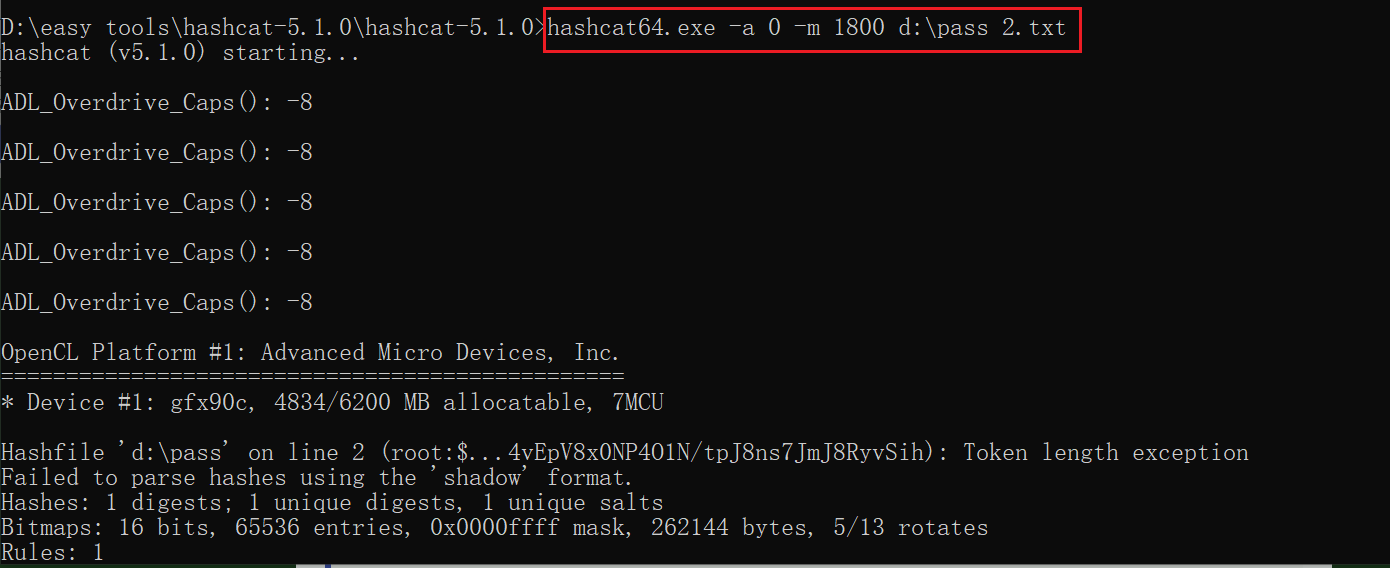 D:\easy tools\hashcat-5.1.0\hashcat-5.1.0>hashcat64.exe -a 0 -m 1800 d:\pass 2.txt
hashcat (v5.1.0) starting...
ADL_Overdrive_Caps(): -8
ADL_Overdrive_Caps(): -8
ADL_Overdrive_Caps(): -8
ADL_Overdrive_Caps(): -8
ADL_Overdrive_Caps(): -8
OpenCL Platform #1: Advanced Micro Devices, Inc.
================================================
* Device #1: gfx90c, 4834/6200 MB allocatable, 7MCU
Hashfile 'd:\pass' on line 2 (root:$...4vEpV8x0NP4O1N/tpJ8ns7JmJ8RyvSih): Token length exception
Failed to parse hashes using the 'shadow' format.
Hashes: 1 digests; 1 unique digests, 1 unique salts
Bitmaps: 16 bits, 65536 entries, 0x0000ffff mask, 262144 bytes, 5/13 rotates
Rules: 1